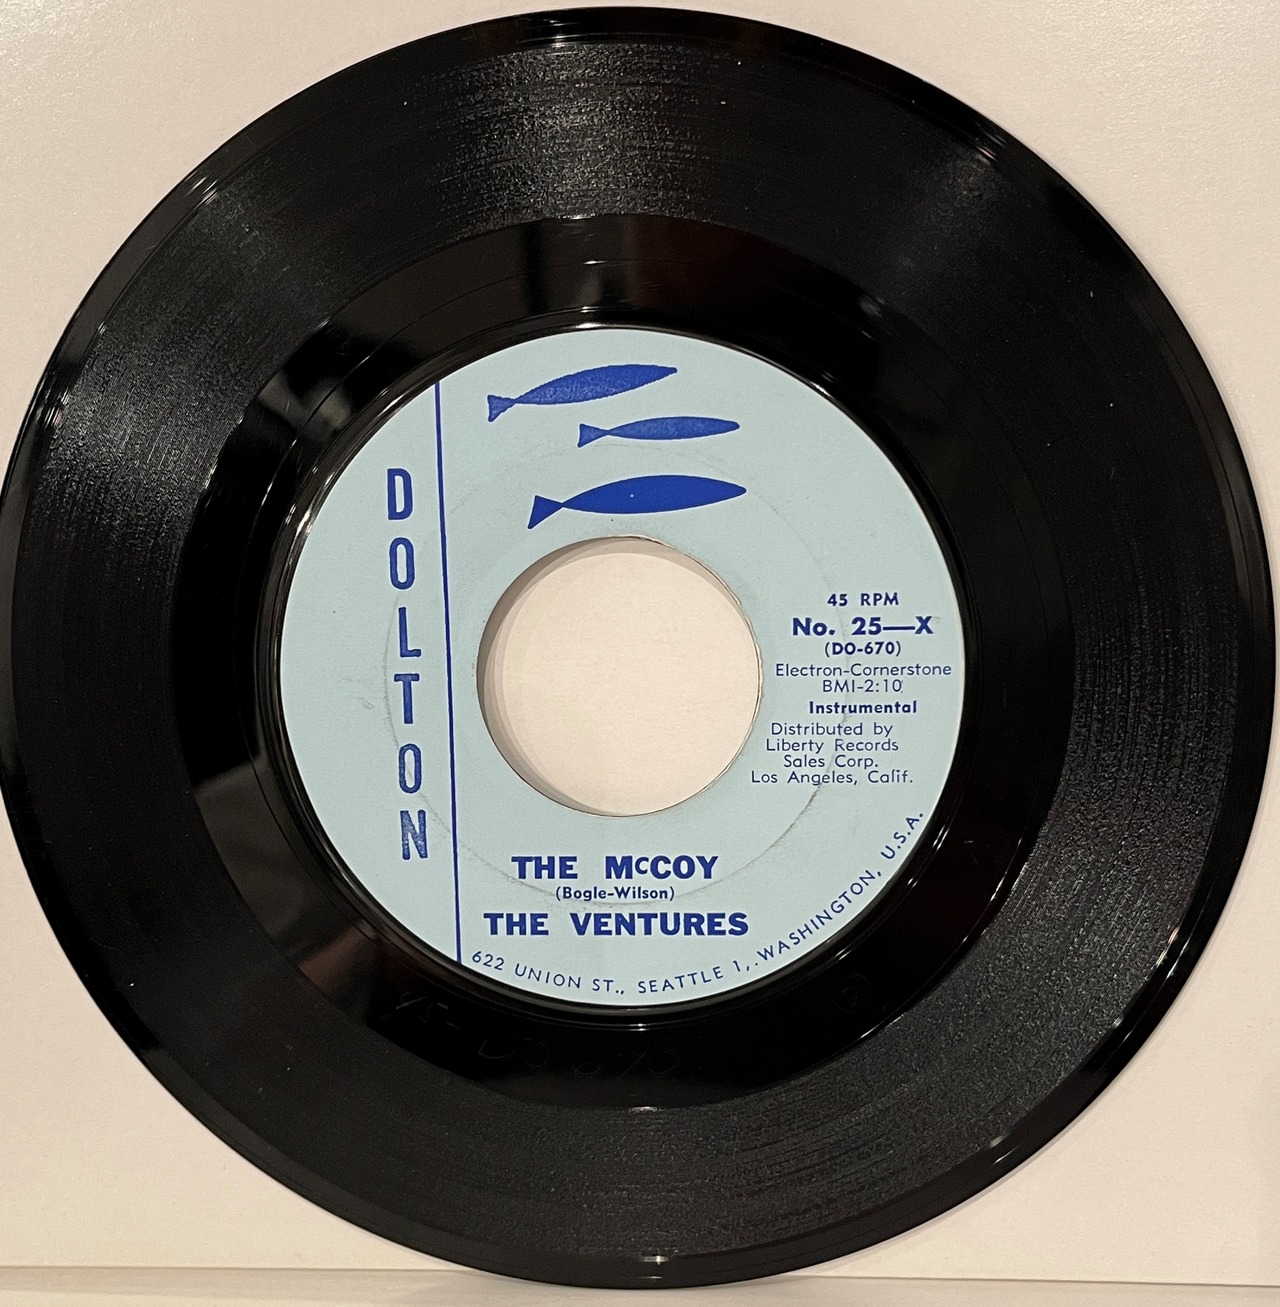 DOLTON
45 RPM
No. 25—X
(DO-670)
Electron-Cornerstone
BMI-2:10
Instrumental
Distributed by
Liberty Records
Sales Corp.
Los Angeles, Calif.
THE McCOY
(Bogle-Wilson)
THE VENTURES
622 UNION ST., SEATTLE 1, WASHINGTON, U.S.A.